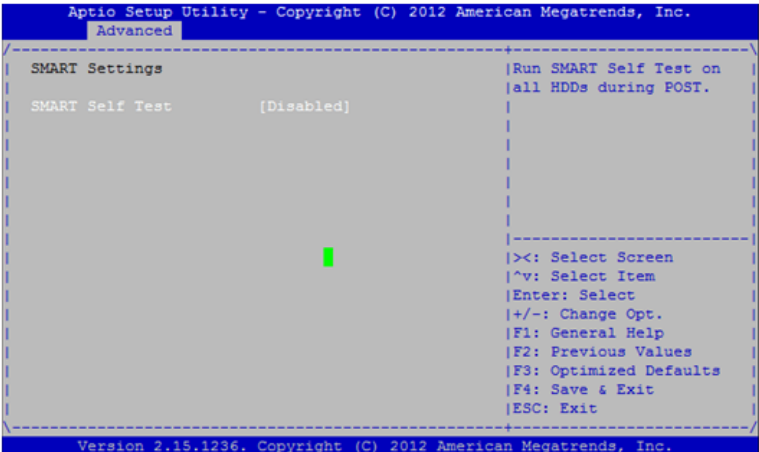 Aptio Setup Utility - Copyright (C) 2012 American Megatrends, Inc.
Advanced
SMART Settings
SMART Self Test [Disabled]
Run SMART Self Test on
all HDDs during POST.
><: Select Screen
^v: Select Item
Enter: Select
+/-: Change Opt.
F1: General Help
F2: Previous Values
F3: Optimized Defaults
F4: Save & Exit
ESC: Exit
Version 2.15.1236. Copyright (C) 2012 American Megatrends, Inc.